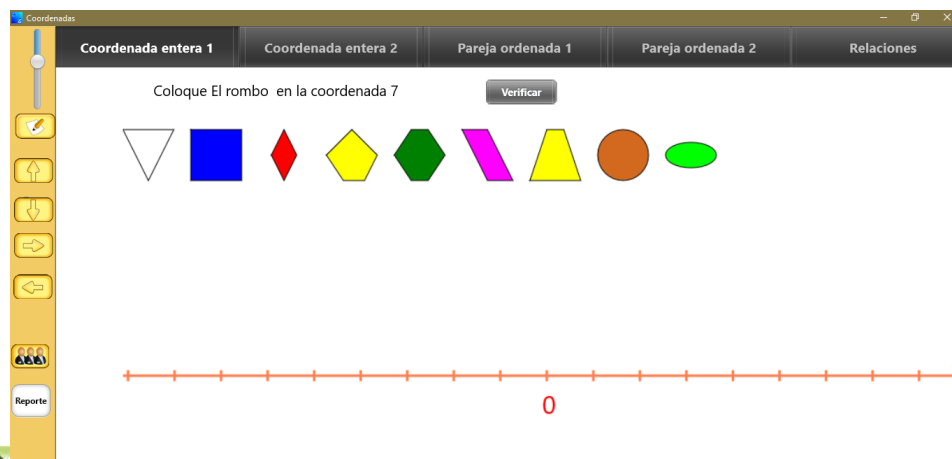 Coordenadas
Coordenada entera 1
Coordenada entera 2
Pareja ordenada 1
Pareja ordenada 2
Relaciones
Coloque El rombo en la coordenada 7
Verificar
Reporte
0